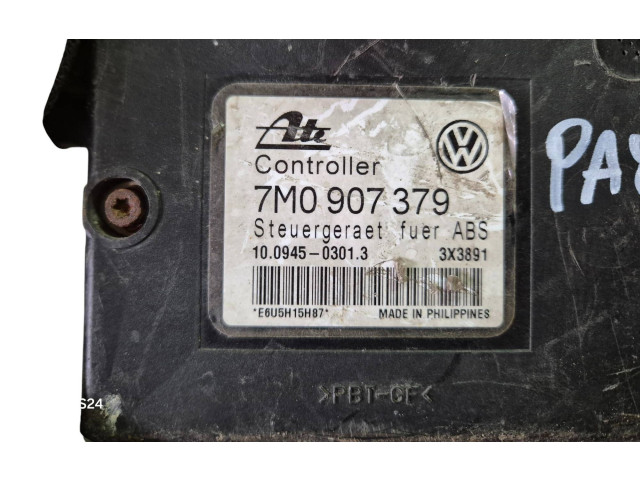 Ate
Controller
7M0 907 379
Steuergeraet fuer ABS
10.0945-0301.3 3X3891
*E6U5H15H87* MADE IN PHILIPPINES
>PBT-GF<
S24